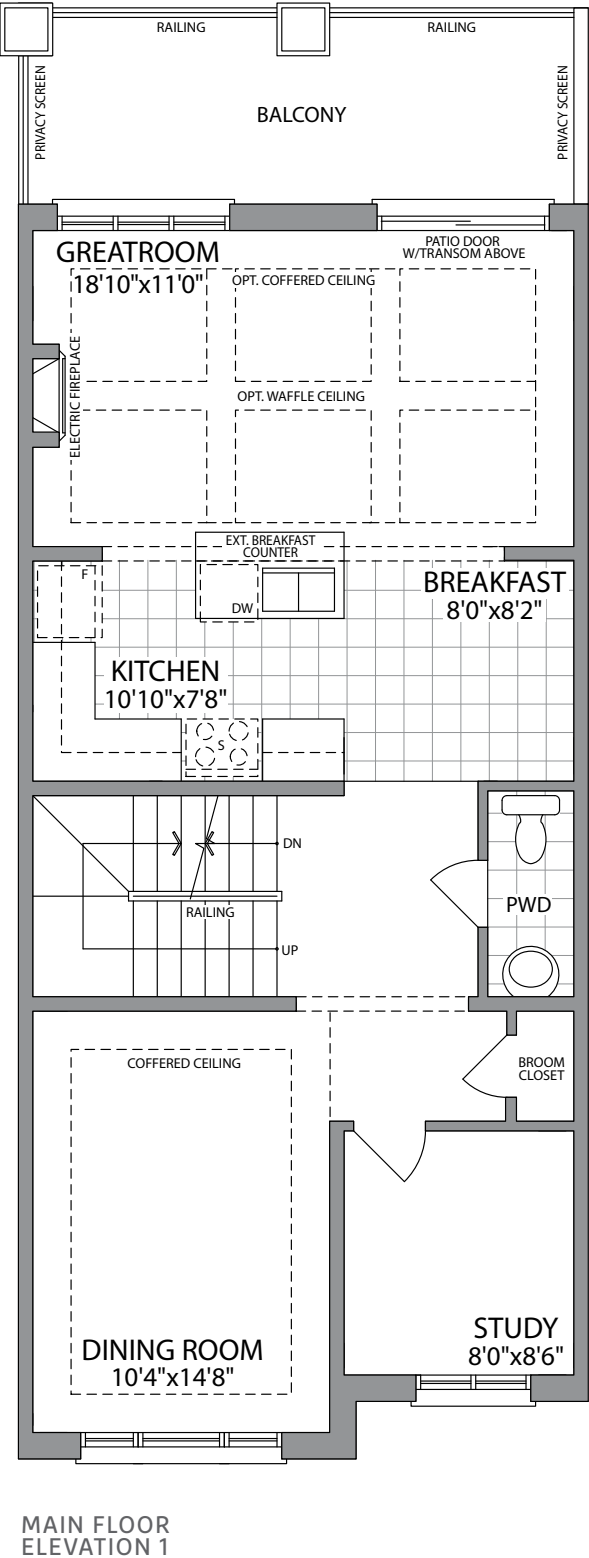 RAILING
RAILING
PRIVACY SCREEN
PRIVACY SCREEN
BALCONY
GREATROOM
18'10"x11'0"
PATIO DOOR
W/TRANSOM ABOVE
OPT. COFFERED CEILING
ELECTRIC FIREPLACE
OPT. WAFFLE CEILING
EXT. BREAKFAST
COUNTER
F
DW
BREAKFAST
8'0"x8'2"
KITCHEN
10'10"x7'8"
S
DN
RAILING
UP
PWD
COFFERED CEILING
BROOM
CLOSET
DINING ROOM
10'4"x14'8"
STUDY
8'0"x8'6"
MAIN FLOOR
ELEVATION 1